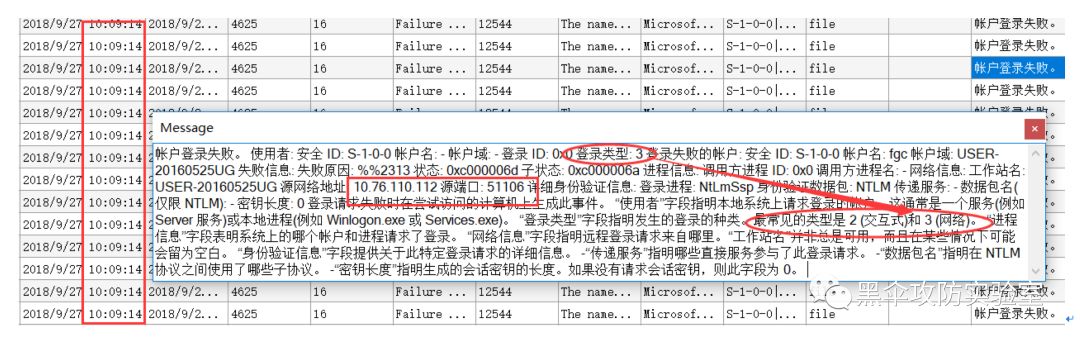 2018/9/27 10:09:14 2018/9/2... 4625 16 Failure ... 12544 The name... Microsof... S-1-0-0|... file 帐户登录失败。
2018/9/27 10:09:14 2018/9/2... 4625 16 Failure ... 12544 The name... Microsof... S-1-0-0|... file 帐户登录失败。
2018/9/27 10:09:14 2018/9/2... 4625 16 Failure ... 12544 The name... Microsof... S-1-0-0|... file 帐户登录失败。
2018/9/27 10:09:14 2018/9/2... 4625 16 Failure ... 12544 The name... Microsof... S-1-0-0|... file 帐户登录失败。
2018/9/27 10:09:14
2018/9/27 10:09:14
2018/9/27 10:09:14
2018/9/27 10:09:14
2018/9/27 10:09:14
2018/9/27 10:09:14
2018/9/27 10:09:14
2018/9/27 10:09:14
Message
帐户登录失败。 使用者: 安全 ID: S-1-0-0 帐户名: - 帐户域: - 登录 ID: 0x0 登录类型: 3 登录失败的帐户: 安全 ID: S-1-0-0 帐户名: fgc 帐户域: USER-
20160525UG 失败信息: 失败原因: %%2313 状态: 0xc000006d 子状态: 0xc000006a 进程信息: 调用方进程 ID: 0x0 调用方进程名: - 网络信息: 工作站名:
USER-20160525UG 源网络地址: 10.76.110.112 源端口: 51106 详细身份验证信息: 登录进程: NtLmSsp 身份验证数据包: NTLM 传递服务: - 数据包名(
仅限 NTLM): - 密钥长度: 0 登录请求失败时在尝试访问的计算机上生成此事件。 “使用者”字段指明本地系统上请求登录的帐户。这通常是一个服务(例如
Server 服务)或本地进程(例如 Winlogon.exe 或 Services.exe)。 “登录类型”字段指明发生的登录的种类。最常见的类型是 2 (交互式)和 3 (网络)。 “进程
信息”字段表明系统上的哪个帐户和进程请求了登录。 “网络信息”字段指明远程登录请求来自哪里。“工作站名”并非总是可用，而且在某些情况下可能
会留为空白。 “身份验证信息”字段提供关于此特定登录请求的详细信息。 -“传递服务”指明哪些直接服务参与了此登录请求。 -“数据包名”指明在 NTLM
协议之间使用了哪些子协议。 -“密钥长度”指明生成的会话密钥的长度。如果没有请求会话密钥，则此字段为 0。
2018/9/27 10:09:14 2018/9/2... 4625 16 Failure ... 12544 The name... Microsof... S-1-0-0|... file
2018/9/27 10:09:14 2018/9/2... 4625 16 Failure ... 12544 The name... Microsof... S-1-0-0|... file 帐户登录失败。
黑伞攻防实验室